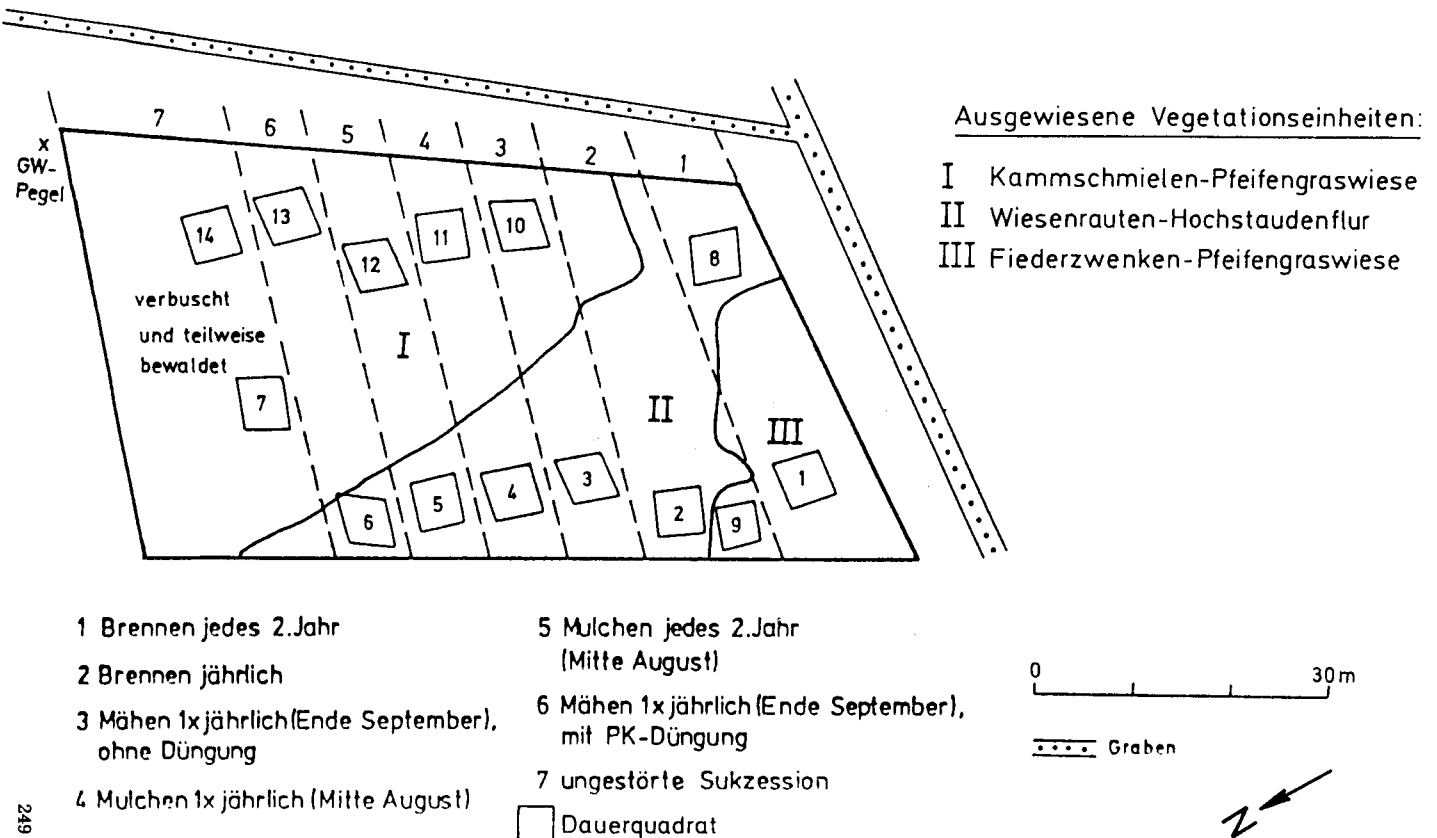 7 6 5 4 3 2 1
x
GW-
Pegel
14 13 12 11 10 8
verbuscht
und teilweise
bewaldet
I
7
II
III
6 5 4 3 2 9 1
Ausgewiesene Vegetationseinheiten:
I Kammschmielen-Pfeifengraswiese
II Wiesenrauten-Hochstaudenflur
III Fiederzwenken-Pfeifengraswiese
1 Brennen jedes 2.Jahr
2 Brennen jährlich
3 Mähen 1x jährlich (Ende September),
ohne Düngung
4 Mulchen 1x jährlich (Mitte August)
5 Mulchen jedes 2.Jahr
(Mitte August)
6 Mähen 1x jährlich (Ende September),
mit PK-Düngung
7 ungestörte Sukzession
Dauerquadrat
0 30m
Graben
N
249